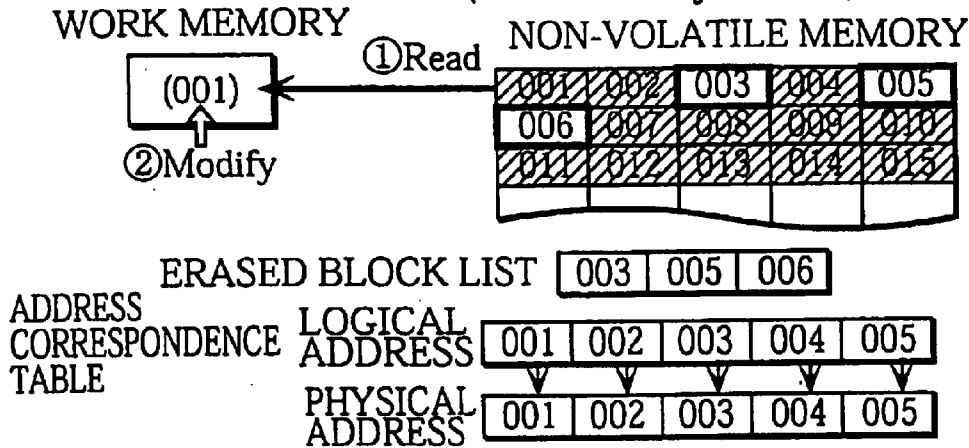 WORK MEMORY
NON-VOLATILE MEMORY
①Read
(001)
②Modify
001 002 003 004 005
006 007 008 009 010
011 012 013 014 015
ERASED BLOCK LIST 003 005 006
ADDRESS CORRESPONDENCE TABLE
LOGICAL ADDRESS 001 002 003 004 005
PHYSICAL ADDRESS 001 002 003 004 005